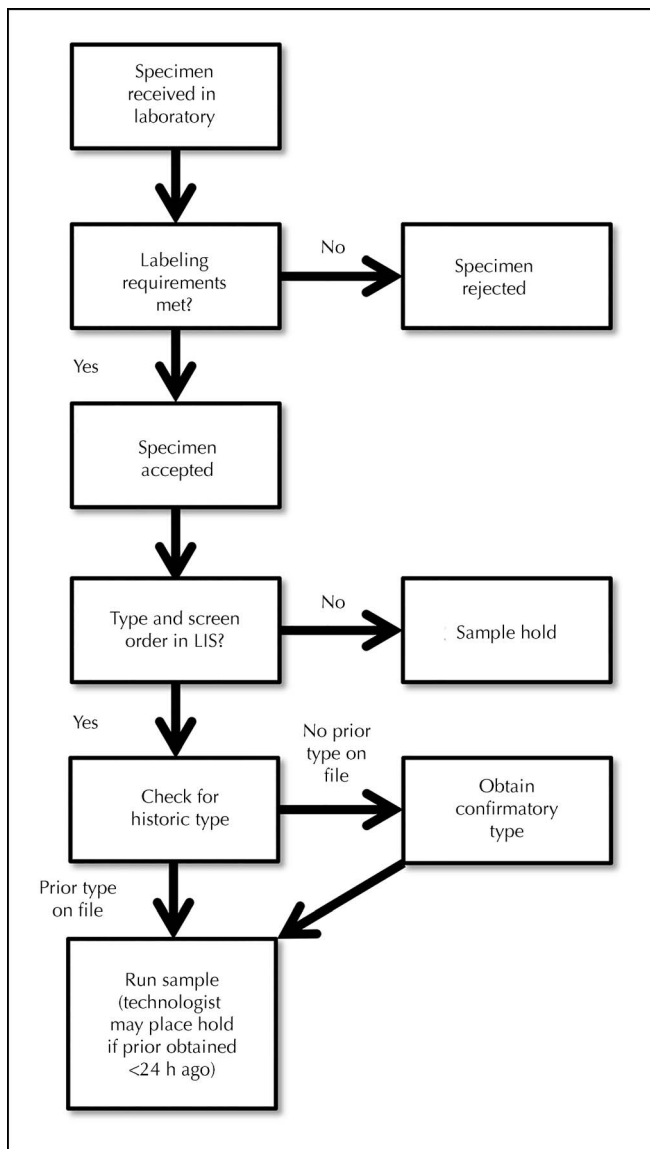 Specimen
received in
laboratory
Labeling
requirements
met?
No
Specimen
rejected
Yes
Specimen
accepted
Type and screen
order in LIS?
No
Sample hold
Yes
Check for
historic type
No prior
type on
file
Obtain
confirmatory
type
Prior type
on file
Run sample
(technologist
may place hold
if prior obtained
<24 h ago)